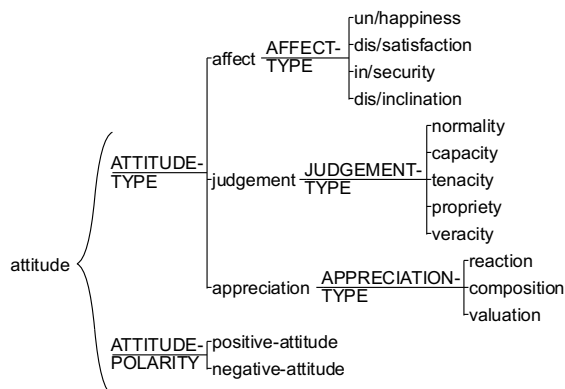 un/happiness
affect AFFECT-
TYPE
dis/satisfaction
in/security
dis/inclination
ATTITUDE-
TYPE
judgement JUDGEMENT-
TYPE
normality
capacity
tenacity
propriety
veracity
attitude
appreciation APPRECIATION-
TYPE
reaction
composition
valuation
ATTITUDE-
POLARITY
positive-attitude
negative-attitude